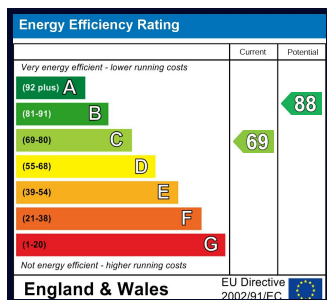 Energy Efficiency Rating
Current Potential
Very energy efficient - lower running costs
(92 plus) A
(81-91) B
88
(69-80) C
69
(55-68) D
(39-54) E
(21-38) F
(1-20) G
Not energy efficient - higher running costs
England & Wales
EU Directive
2002/91/EC